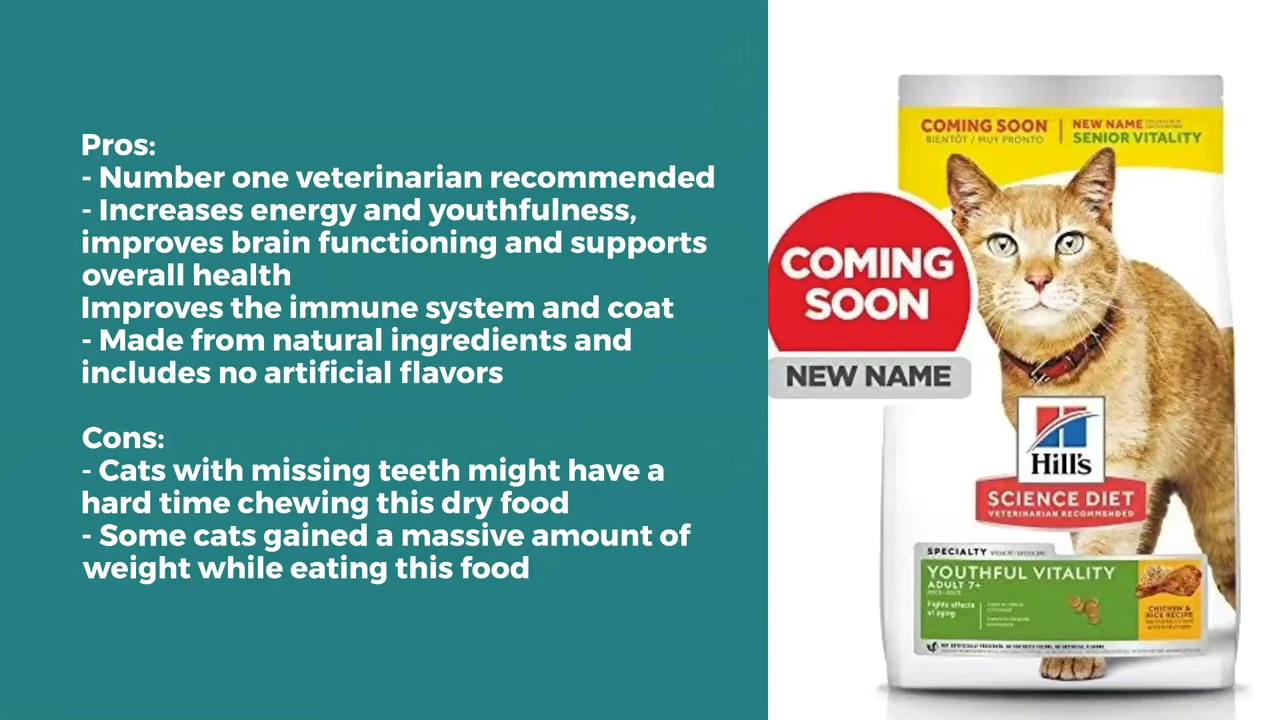 Pros:
- Number one veterinarian recommended
- Increases energy and youthfulness,
improves brain functioning and supports
overall health
Improves the immune system and coat
- Made from natural ingredients and
includes no artificial flavors
Cons:
- Cats with missing teeth might have a
hard time chewing this dry food
- Some cats gained a massive amount of
weight while eating this food
COMING SOON
BIENTÔT / MUY PRONTO
NEW NAME
SENIOR VITALITY
COMING
SOON
NEW NAME
Hill's
SCIENCE DIET
VETERINARIAN RECOMMENDED
SPECIALTY
YOUTHFUL VITALITY
ADULT 7+
Fights effects
of aging
CHICKEN &
RICE RECIPE